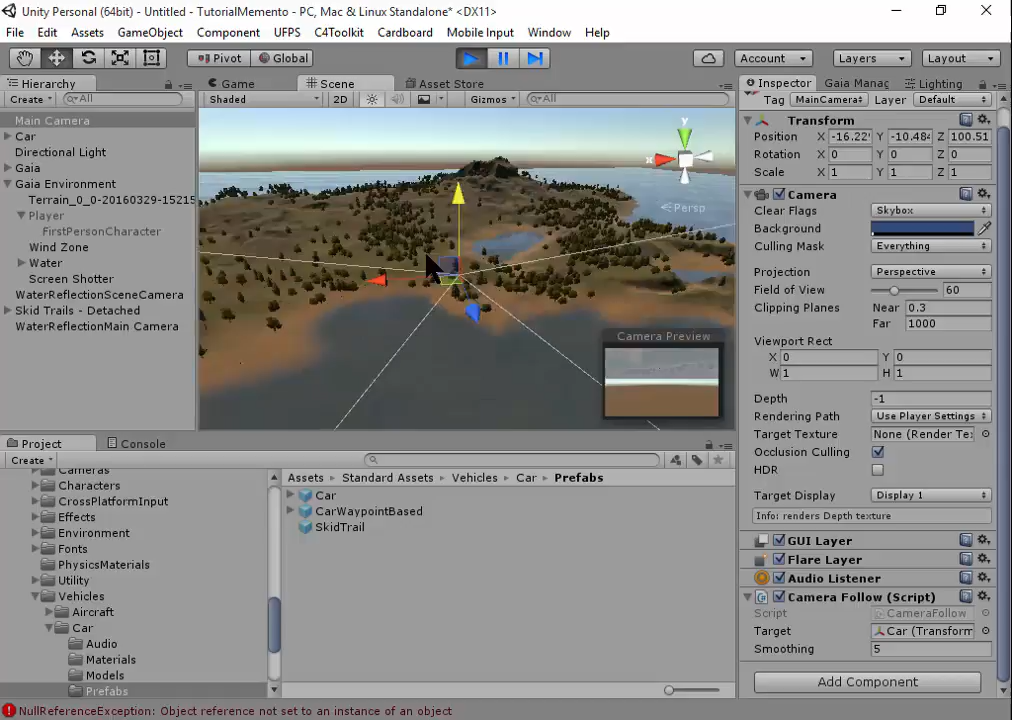 Unity Personal (64bit) - Untitled - TutorialMemento - PC, Mac & Linux Standalone* <DX11>
File Edit Assets GameObject Component UFPS C4Toolkit Cardboard Mobile Input Window Help
Pivot Global Account Layers Layout
Hierarchy Game Scene Asset Store Inspector Gaia Manag Lighting
Create All Shaded 2D Gizmos All Tag MainCamera Layer Default
Main Camera
Car
Directional Light
Gaia
Gaia Environment
Terrain_0_0-20160329-15215
Player
FirstPersonCharacter
Wind Zone
Water
Screen Shotter
WaterReflectionSceneCamera
Skid Trails - Detached
WaterReflectionMain Camera
y
x
Persp
Camera Preview
Transform
Position X -16.22 Y -10.484 Z 100.51
Rotation X 0 Y 0 Z 0
Scale X 1 Y 1 Z 1
Camera
Clear Flags Skybox
Background
Culling Mask Everything
Projection Perspective
Field of View 60
Clipping Planes Near 0.3
Far 1000
Viewport Rect
X 0 Y 0
W 1 H 1
Depth -1
Rendering Path Use Player Settings
Target Texture None (Render Te:
Occlusion Culling
HDR
Target Display Display 1
Info: renders Depth texture
GUI Layer
Flare Layer
Audio Listener
Camera Follow (Script)
Script CameraFollow
Target Car (Transform
Smoothing 5
Add Component
Project Console
Create
Cameras
Characters
CrossPlatformInput
Effects
Environment
Fonts
PhysicsMaterials
Utility
Vehicles
Aircraft
Car
Audio
Materials
Models
Prefabs
Assets Standard Assets Vehicles Car Prefabs
Car
CarWaypointBased
SkidTrail
NullReferenceException: Object reference not set to an instance of an object